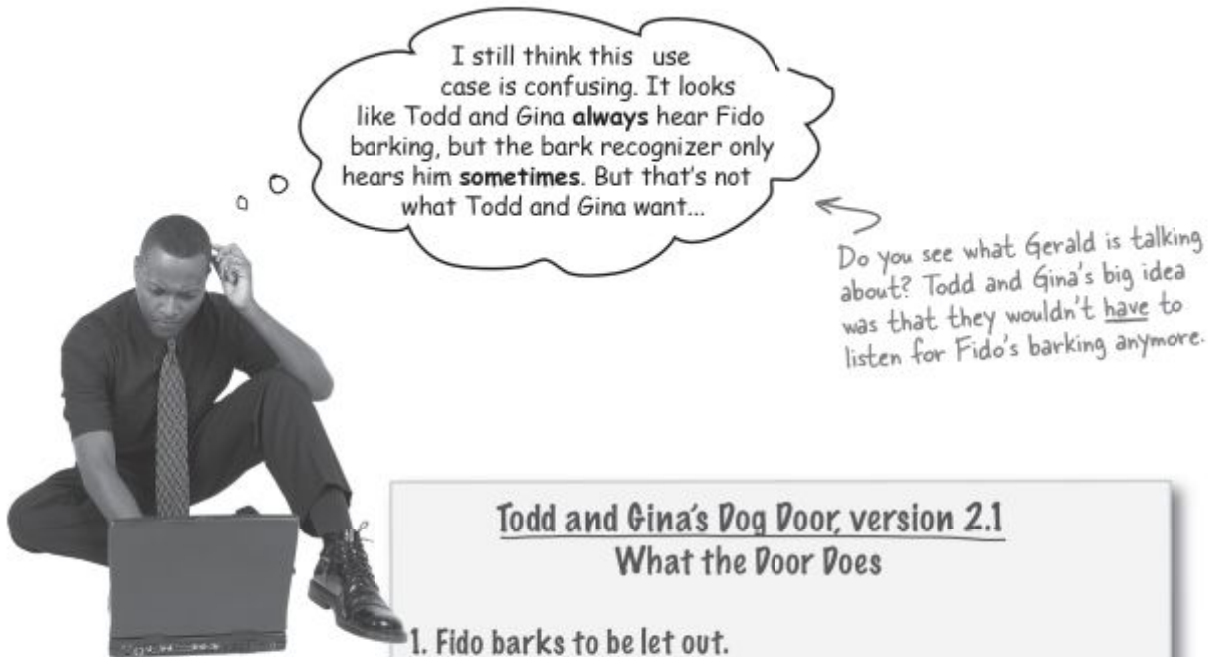 I still think this use
case is confusing. It looks
like Todd and Gina always hear Fido
barking, but the bark recognizer only
hears him sometimes. But that's not
what Todd and Gina want...
Do you see what Gerald is talking
about? Todd and Gina's big idea
was that they wouldn't have to
listen for Fido's barking anymore.
Todd and Gina's Dog Door, version 2.1
What the Door Does
1. Fido barks to be let out.